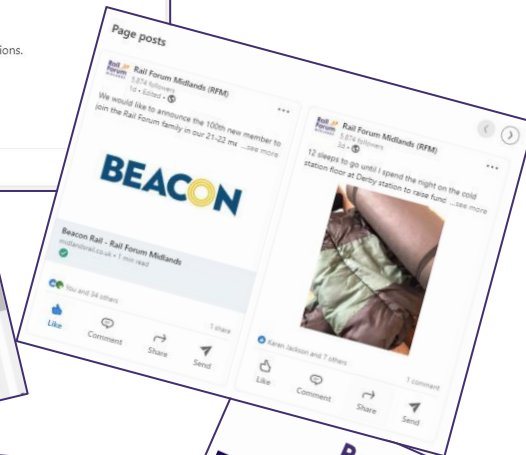 ions.
Page posts
Rail Forum Midlands (RFM)
5,874 followers
1d • Edited •
We would like to announce the 100th new member to
join the Rail Forum family in our 21-22 me ...see more
BEACON
Beacon Rail - Rail Forum Midlands
midlandsrail.co.uk • 1 min read
You and 34 others
1 share
Like
Comment
Share
Send
Rail Forum Midlands (RFM)
5,874 followers
3d •
12 sleeps to go until I spend the night on the cold
station floor at Derby station to raise fund ...see more
Karen Jackson and 7 others
1 comment
Like
Comment
Share
Send